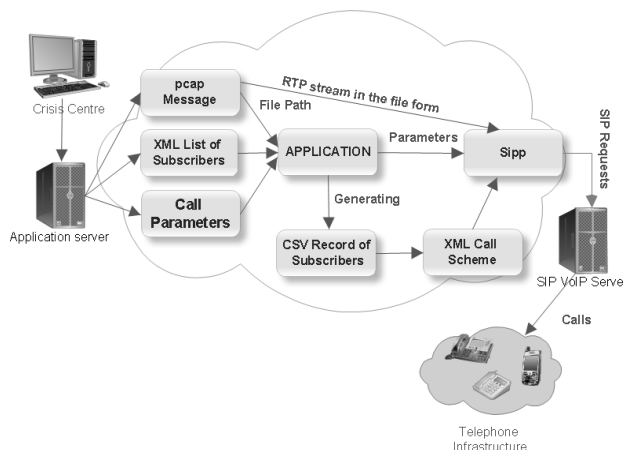 Crisis Centre
pcap
Message
RTP stream in the file form
File Path
XML List of
Subscribers
APPLICATION
Parameters
Sipp
SIP Requests
Call
Parameters
Application server
Generating
CSV Record of
Subscribers
XML Call
Scheme
SIP VoIP Serve
Calls
Telephone
Infrastructure